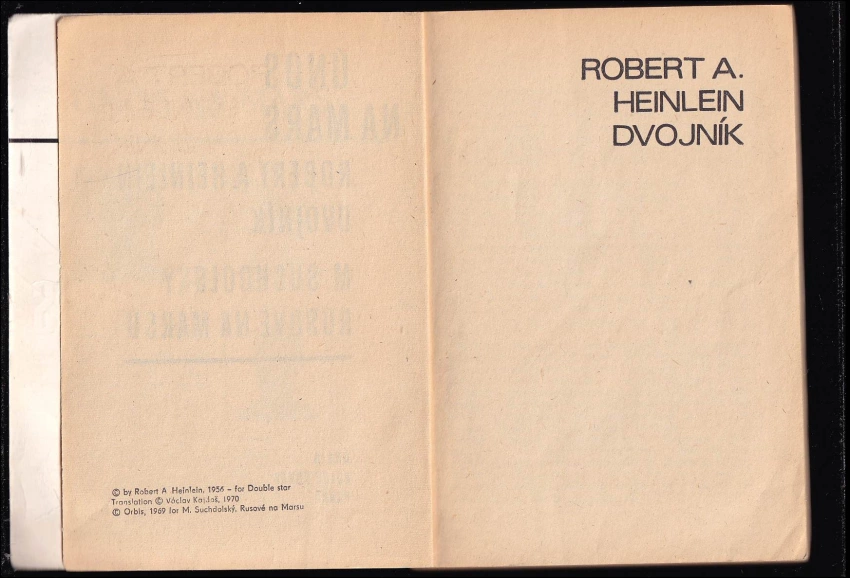 © by Robert A Heinlein, 1956 – for Double star
Translation © Václav Kajdoš, 1970
© Orbis, 1969 for M. Suchdolský, Rusové na Marsu
ROBERT A.
HEINLEIN
DVOJNÍK